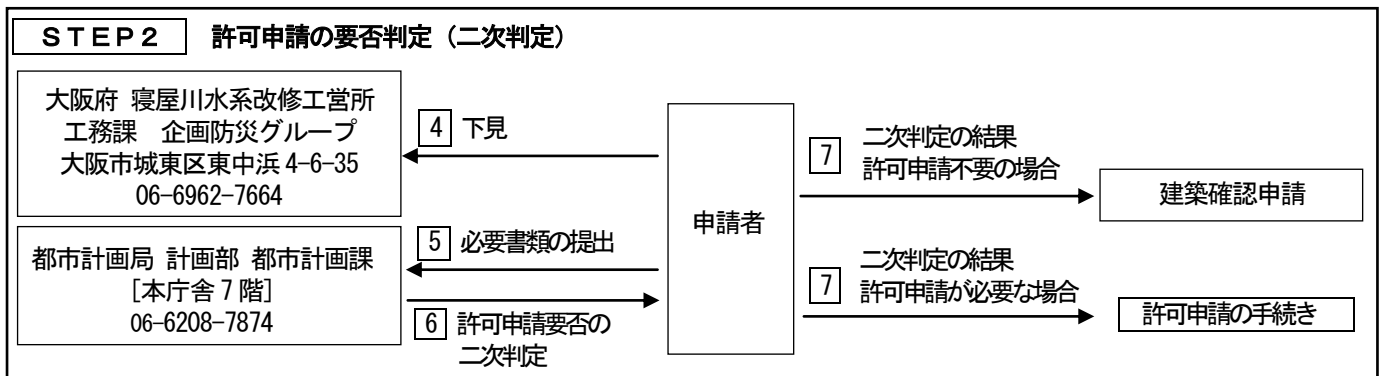 ＳＴＥＰ２ 許可申請の要否判定（二次判定）
大阪府 寝屋川水系改修工営所
工務課 企画防災グループ
大阪市城東区東中浜 4-6-35
06-6962-7664
4 下見
都市計画局 計画部 都市計画課
[本庁舎 7 階]
06-6208-7874
5 必要書類の提出
6 許可申請要否の
二次判定
申請者
7 二次判定の結果
許可申請不要の場合
建築確認申請
7 二次判定の結果
許可申請が必要な場合
許可申請の手続き